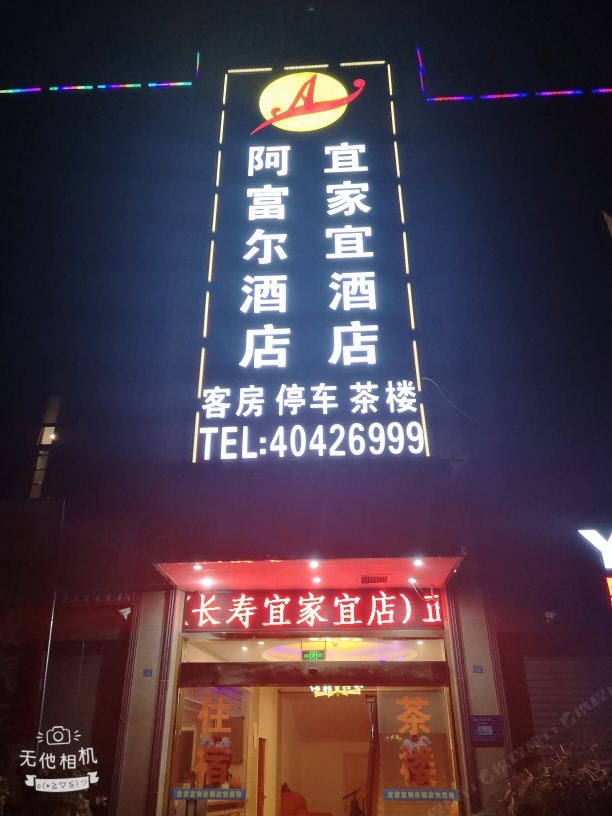 A
宜家宜酒店
阿富尔酒店
客房 停车 茶楼
TEL:40426999
(长寿宜家宜店)正
住宿
茶楼
无他相机